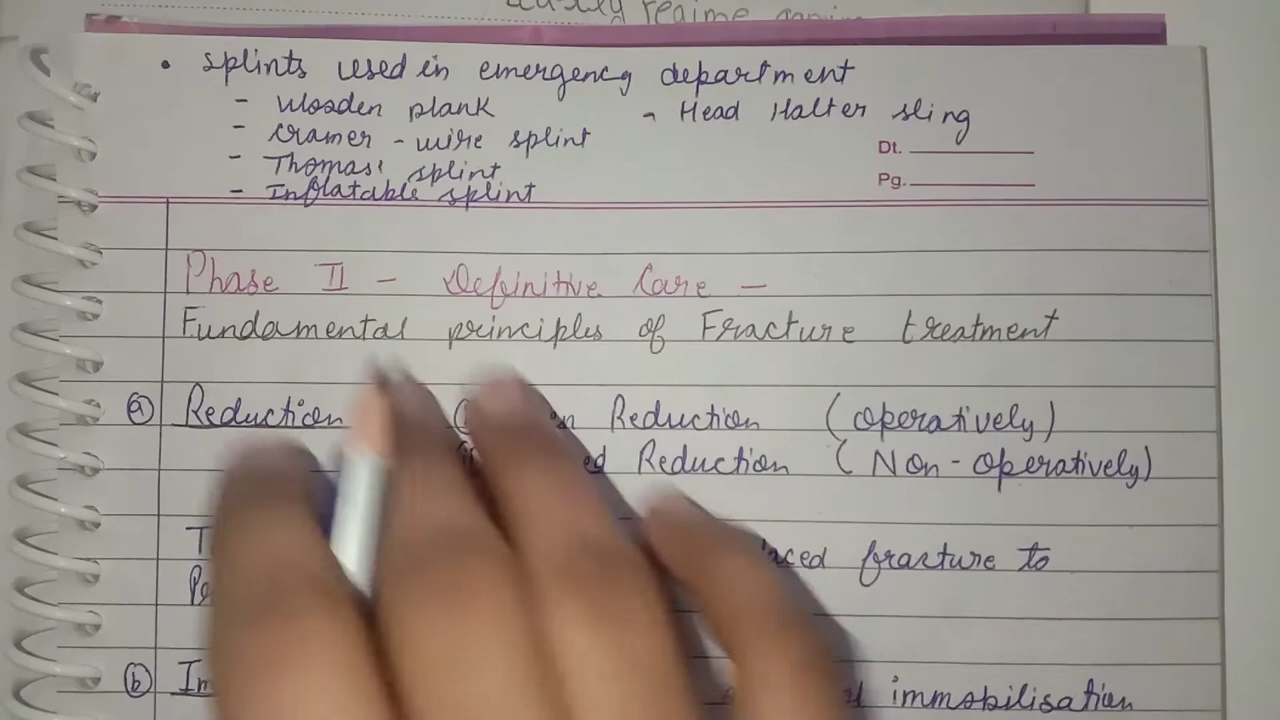 regime
• Splints used in emergency department
- Wooden plank
- Head Halter sling
- Cramer - wire splint
- Thomas' splint
- Inflatable splint
Dt.
Pg.
Phase II - Definitive Care -
Fundamental principles of Fracture treatment
(a) Reduction Reduction (Operatively)
Reduction (Non-operatively)
fracture to
(b) immobilisation